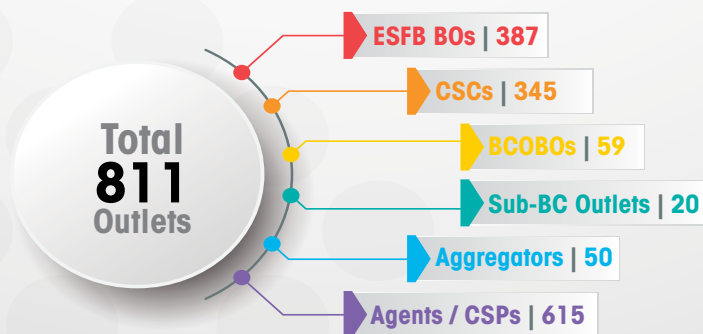 Total
811
Outlets
ESFB BOs | 387
CSCs | 345
BCOBOs | 59
Sub-BC Outlets | 20
Aggregators | 50
Agents / CSPs | 615